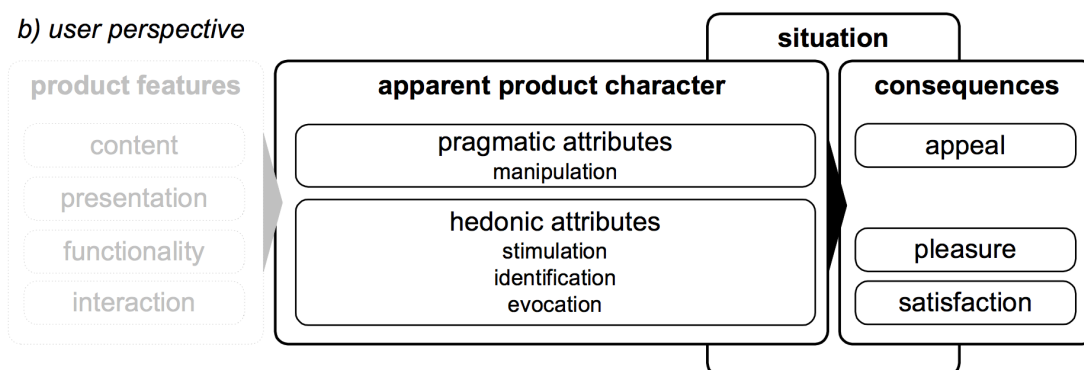 b) user perspective
situation
product features
content
presentation
functionality
interaction
apparent product character
pragmatic attributes
manipulation
hedonic attributes
stimulation
identification
evocation
consequences
appeal
pleasure
satisfaction